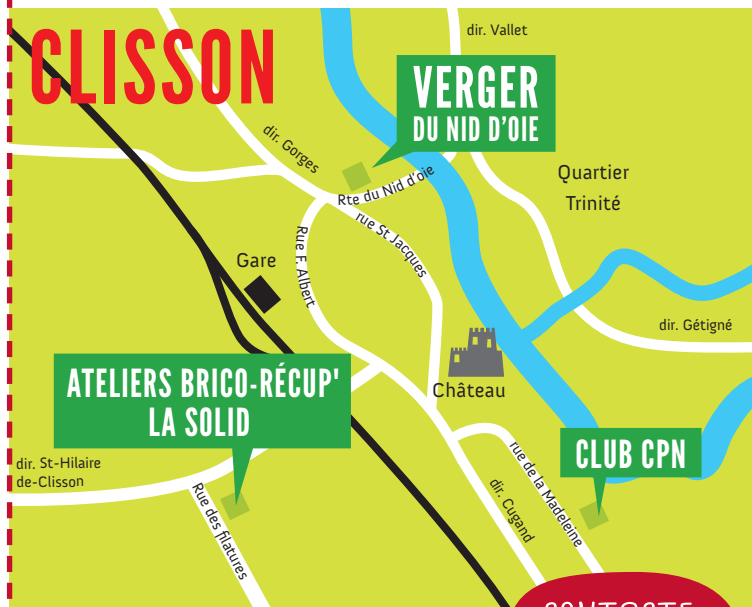 CLISSON
dir. Vallet
VERGER
DU NID D'OIE
dir. Gorges
Rte du Nid d'oie
Quartier
Trinité
rue St Jacques
Rue F. Albert
Gare
dir. Gétigné
Château
ATELIERS BRICO-RÉCUP'
LA SOLID
CLUB CPN
dir. St-Hilaire
de-Clisson
Rue des filatures
dir. Cugand
rue de la Madeleine